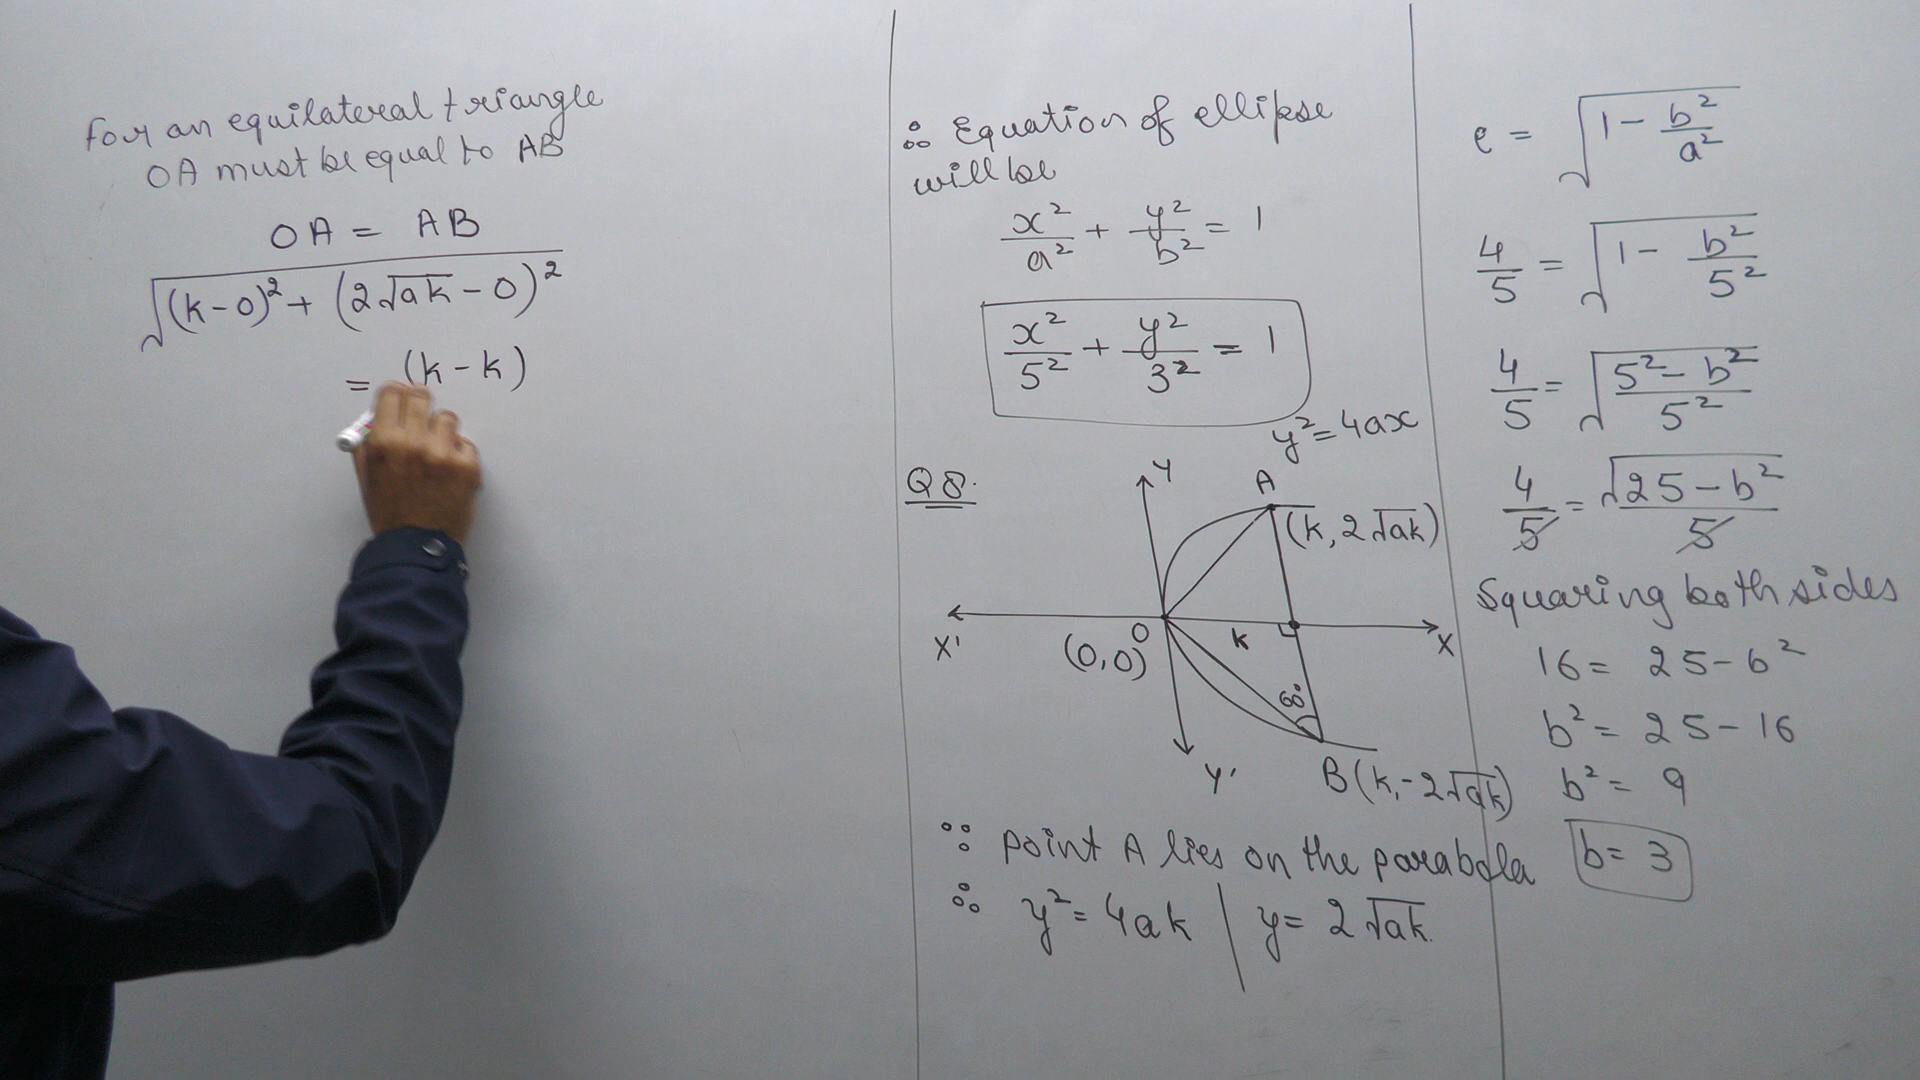 For an equilateral triangle
OA must be equal to AB
OA = AB
√((k-0)² + (2√ak - 0)²)
= (k-k)
∴ Equation of ellipse
will be
x²/a² + y²/b² = 1
x²/5² + y²/3² = 1
y² = 4ax
Q8.
Y
A
(k, 2√ak)
X'
O
(0,0)
k
X
60°
Y'
B(k, -2√ak)
∵ point A lies on the parabola
∴ y² = 4ak | y = 2√ak.
e = √(1 - b²/a²)
4/5 = √(1 - b²/5²)
4/5 = √((5² - b²)/5²)
4/5 = √(25 - b²)/5
Squaring both sides
16 = 25 - b²
b² = 25 - 16
b² = 9
b = 3